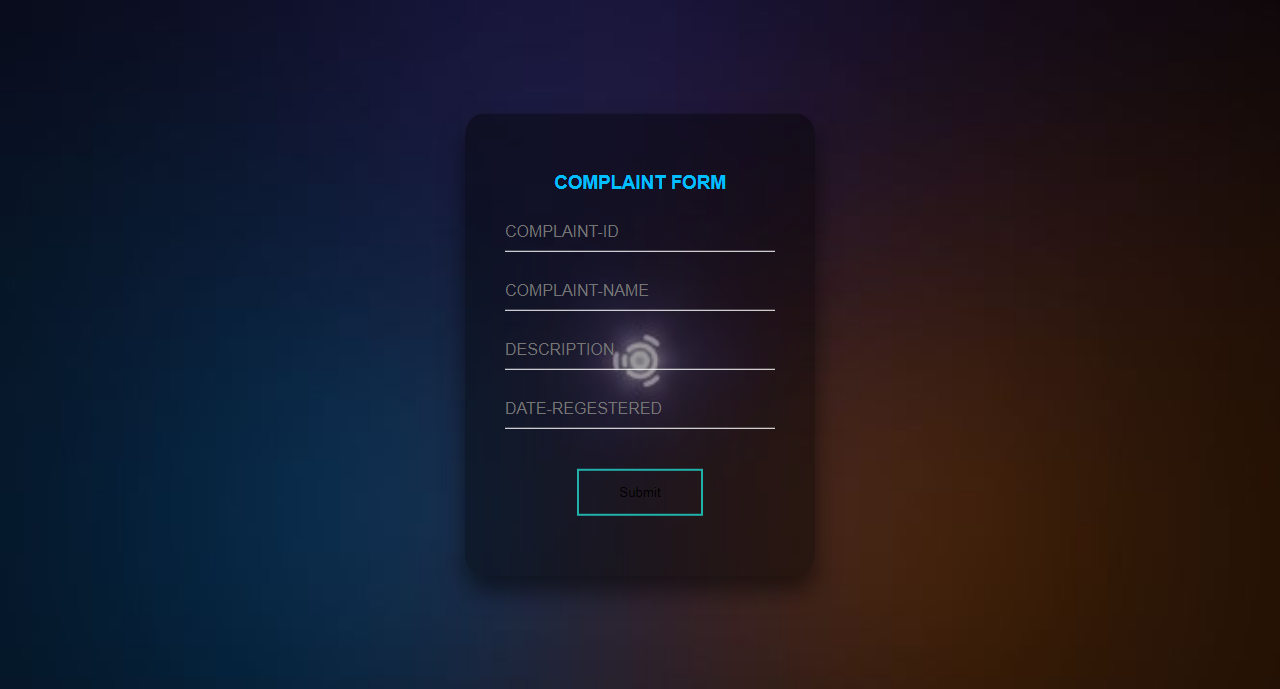 COMPLAINT FORM
COMPLAINT-ID
COMPLAINT-NAME
DESCRIPTION
DATE-REGESTERED
Submit